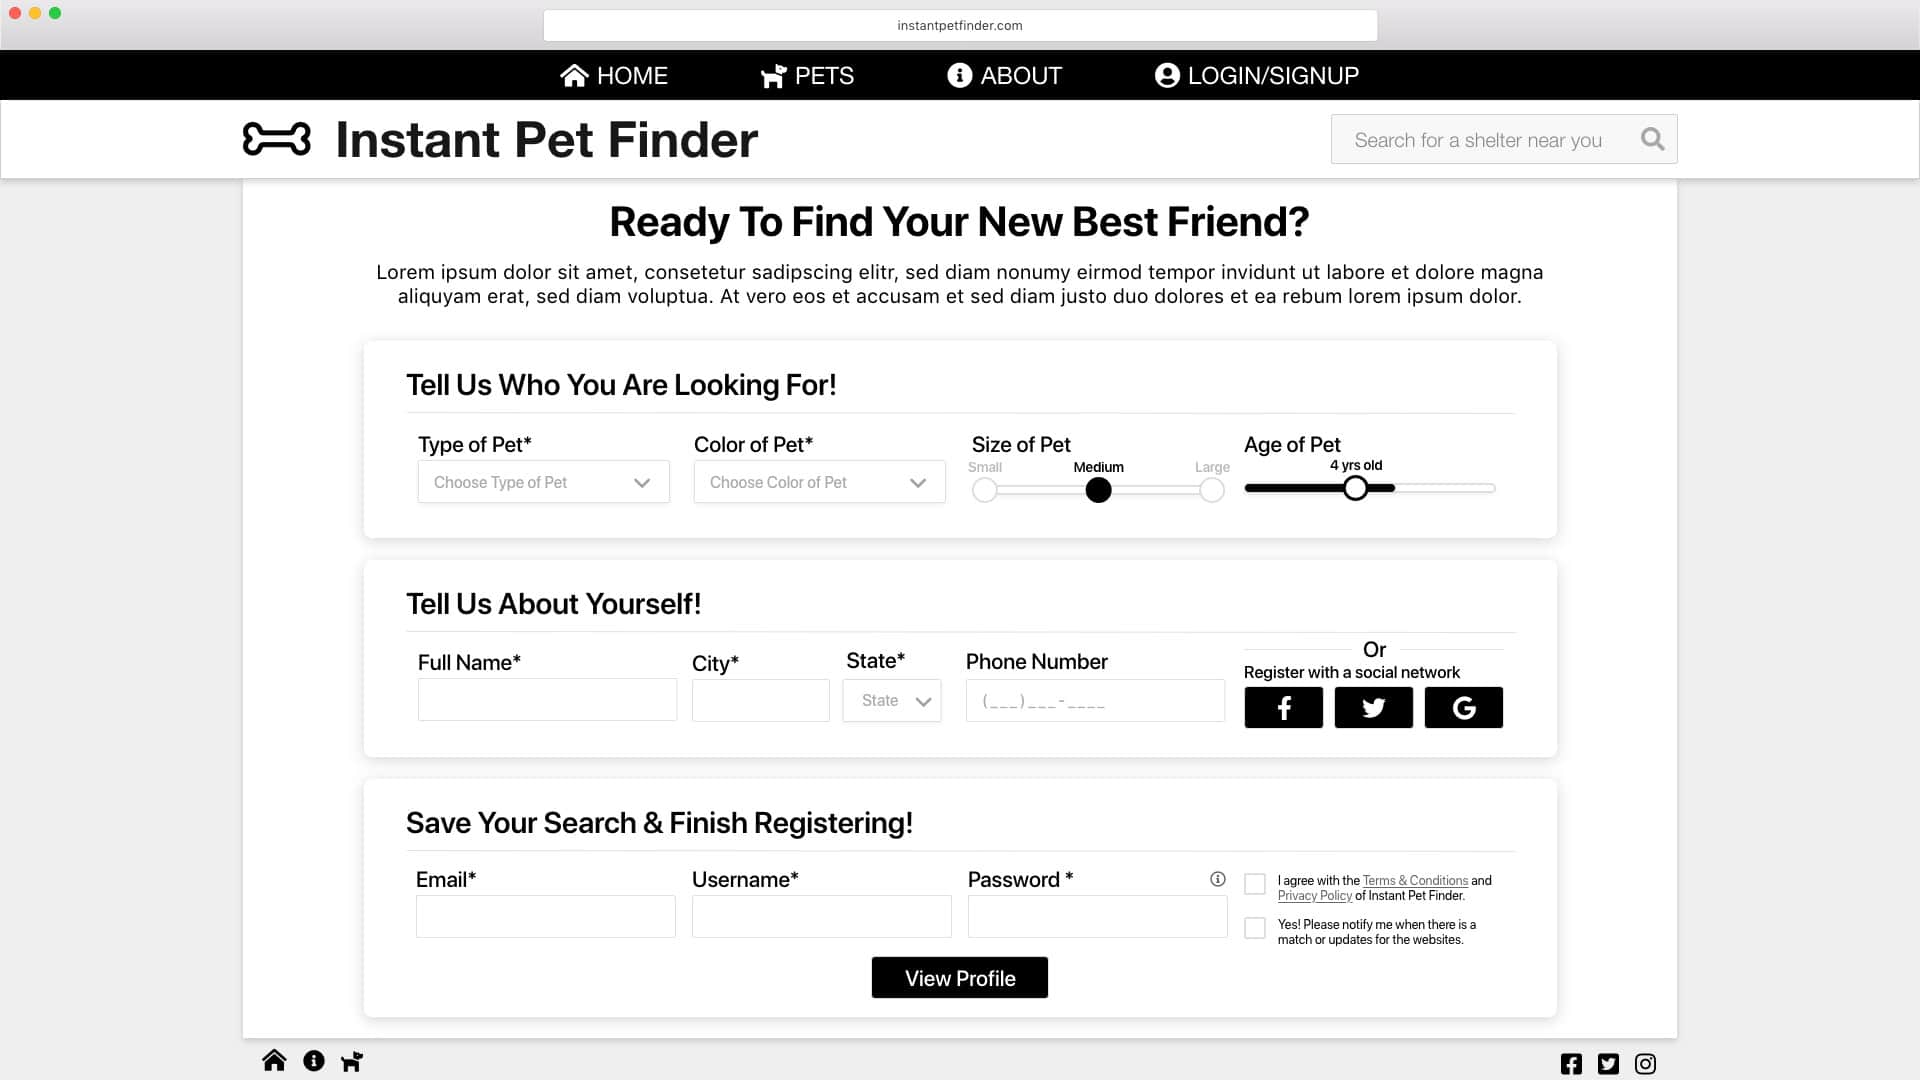 instantpetfinder.com
HOME PETS ABOUT LOGIN/SIGNUP
Instant Pet Finder
Search for a shelter near you
Ready To Find Your New Best Friend?
Lorem ipsum dolor sit amet, consetetur sadipscing elitr, sed diam nonumy eirmod tempor invidunt ut labore et dolore magna
aliquyam erat, sed diam voluptua. At vero eos et accusam et sed diam justo duo dolores et ea rebum lorem ipsum dolor.
Tell Us Who You Are Looking For!
Type of Pet*
Choose Type of Pet
Color of Pet*
Choose Color of Pet
Size of Pet
Small Medium Large
Age of Pet
4 yrs old
Tell Us About Yourself!
Full Name*
City*
State*
State
Phone Number
(___)___-____
Or
Register with a social network
Save Your Search & Finish Registering!
Email*
Username*
Password *
I agree with the Terms & Conditions and
Privacy Policy of Instant Pet Finder.
Yes! Please notify me when there is a
match or updates for the websites.
View Profile